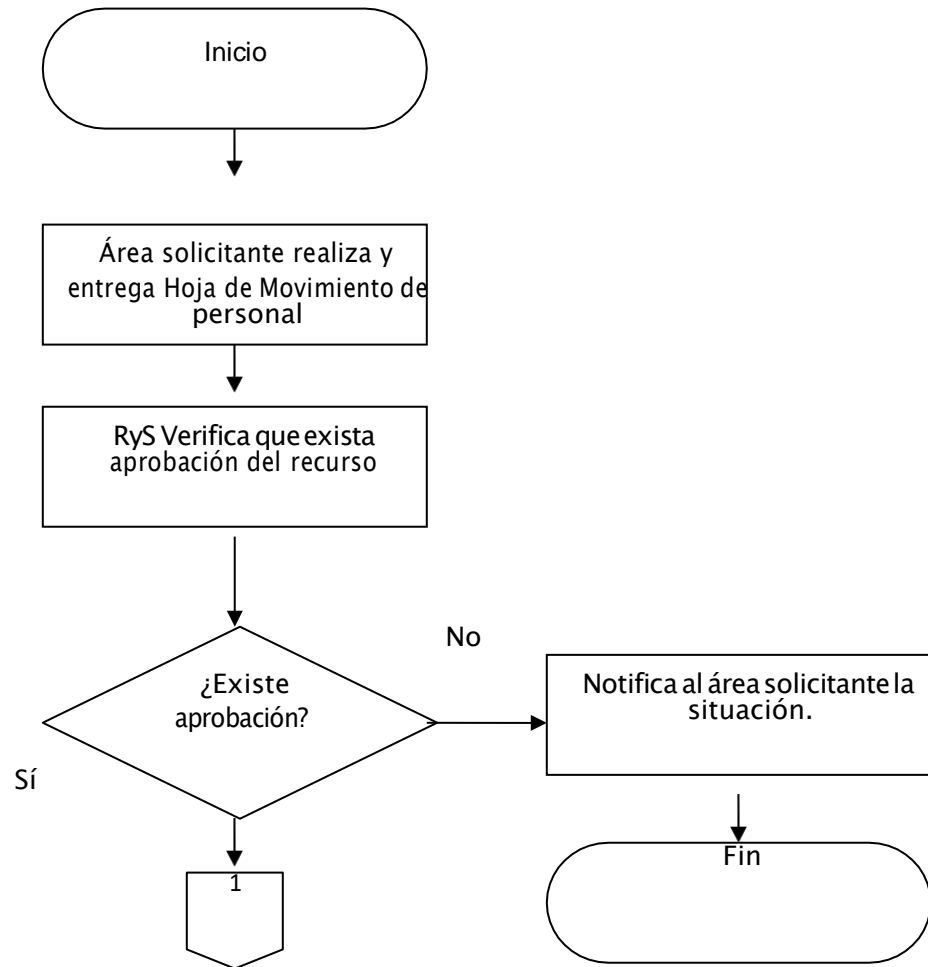 Inicio
Área solicitante realiza y
entrega Hoja de Movimiento de
personal
RyS Verifica que exista
aprobación del recurso
¿Existe
aprobación?
No
Notifica al área solicitante la
situación.
Sí
1
Fin